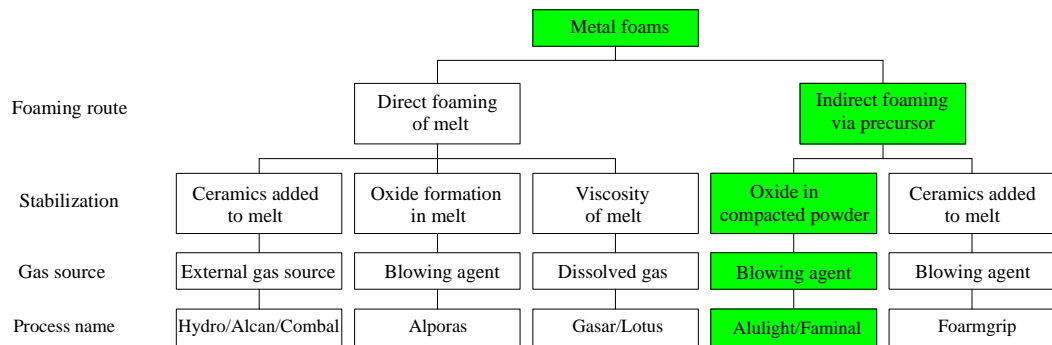 Metal foams
Foaming route
Direct foaming
of melt
Indirect foaming
via precursor
Stabilization
Ceramics added
to melt
Oxide formation
in melt
Viscosity
of melt
Oxide in
compacted powder
Ceramics added
to melt
Gas source
External gas source
Blowing agent
Dissolved gas
Blowing agent
Blowing agent
Process name
Hydro/Alcan/Combal
Alporas
Gasar/Lotus
Alulight/Faminal
Foarmgrip